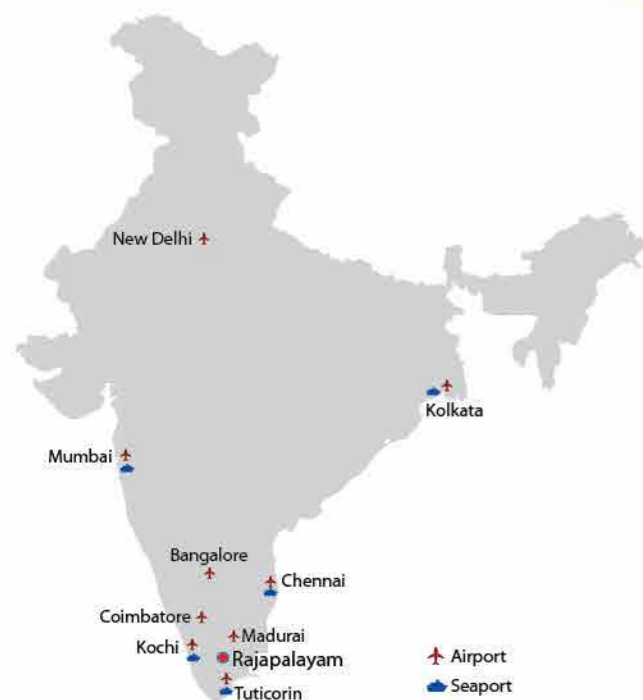 New Delhi
Kolkata
Mumbai
Bangalore
Chennai
Coimbatore
Madurai
Kochi
Rajapalayam
Tuticorin
Airport
Seaport